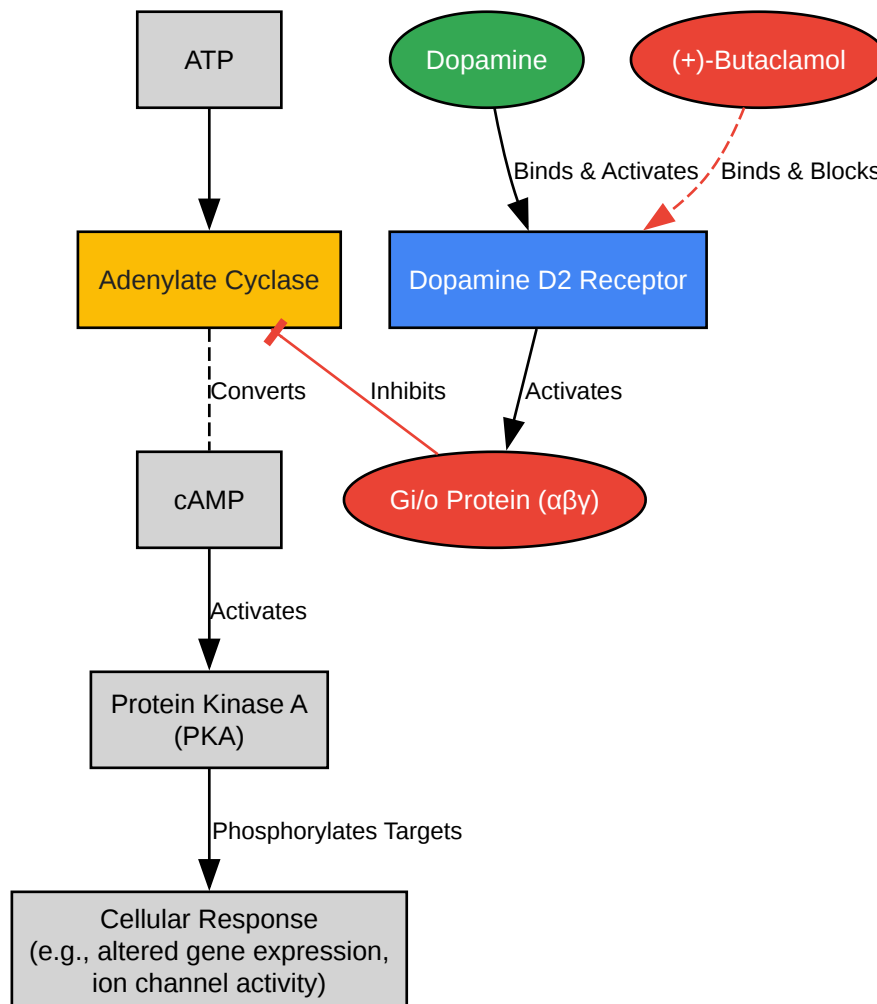 ATP
Dopamine
(+)-Butaclamol
Binds & Activates
Binds & Blocks
Adenylate Cyclase
Dopamine D2 Receptor
Converts
Inhibits
Activates
cAMP
Gi/o Protein (αβγ)
Activates
Protein Kinase A
(PKA)
Phosphorylates Targets
Cellular Response
(e.g., altered gene expression,
ion channel activity)